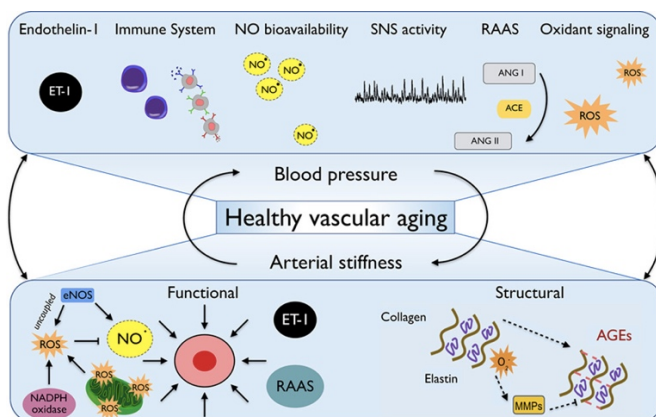 Endothelin-1
Immune System
NO bioavailability
SNS activity
RAAS
Oxidant signaling
ET-1
NO
NO
NO
NO
ANG I
ACE
ANG II
ROS
ROS
Blood pressure
Healthy vascular aging
Arterial stiffness
Functional
Structural
eNOS
uncoupled
ROS
NO
ROS
ROS
ROS
NADPH
oxidase
ET-1
RAAS
Collagen
Elastin
AGEs
MMPs